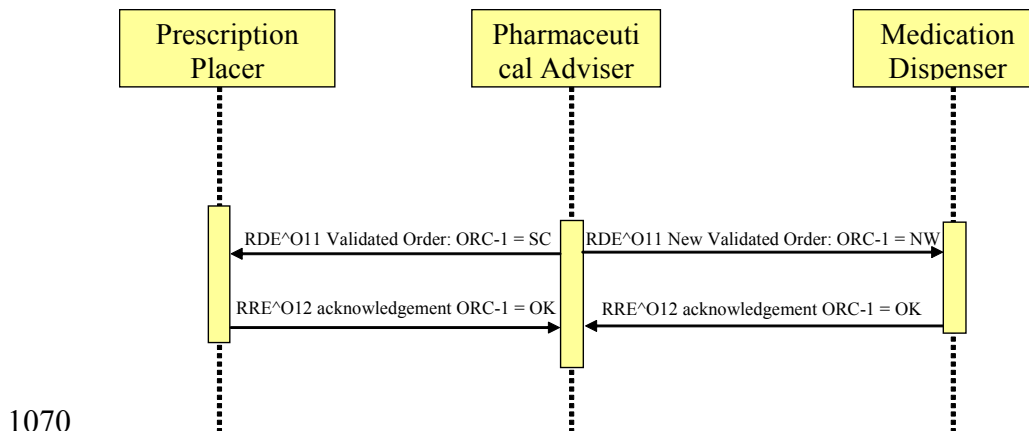 Prescription
Placer
Pharmaceuti
cal Adviser
Medication
Dispenser
RDE^O11 Validated Order: ORC-1 = SC
RDE^O11 New Validated Order: ORC-1 = NW
RRE^O12 acknowledgement ORC-1 = OK
RRE^O12 acknowledgement ORC-1 = OK
1070